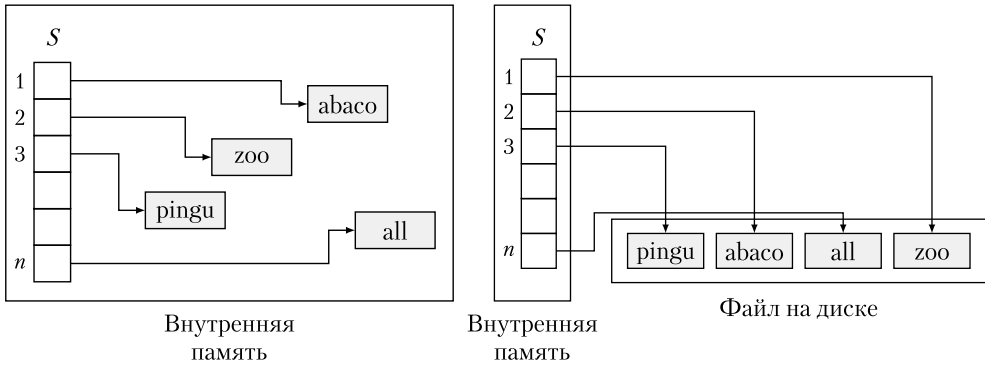 S
1
abaco
2
zoo
3
pingu
all
n
Внутренняя
память
S
1
2
3
n
pingu abaco all zoo
Файл на диске
Внутренняя
память